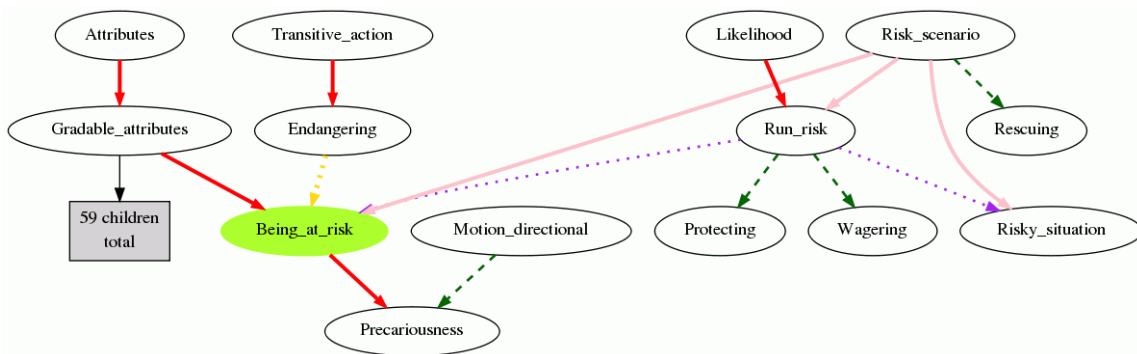 Attributes
Transitive_action
Likelihood
Risk_scenario
Gradable_attributes
Endangering
Run_risk
Rescuing
59 children
total
Being_at_risk
Motion_directional
Protecting
Wagering
Risky_situation
Precariousness